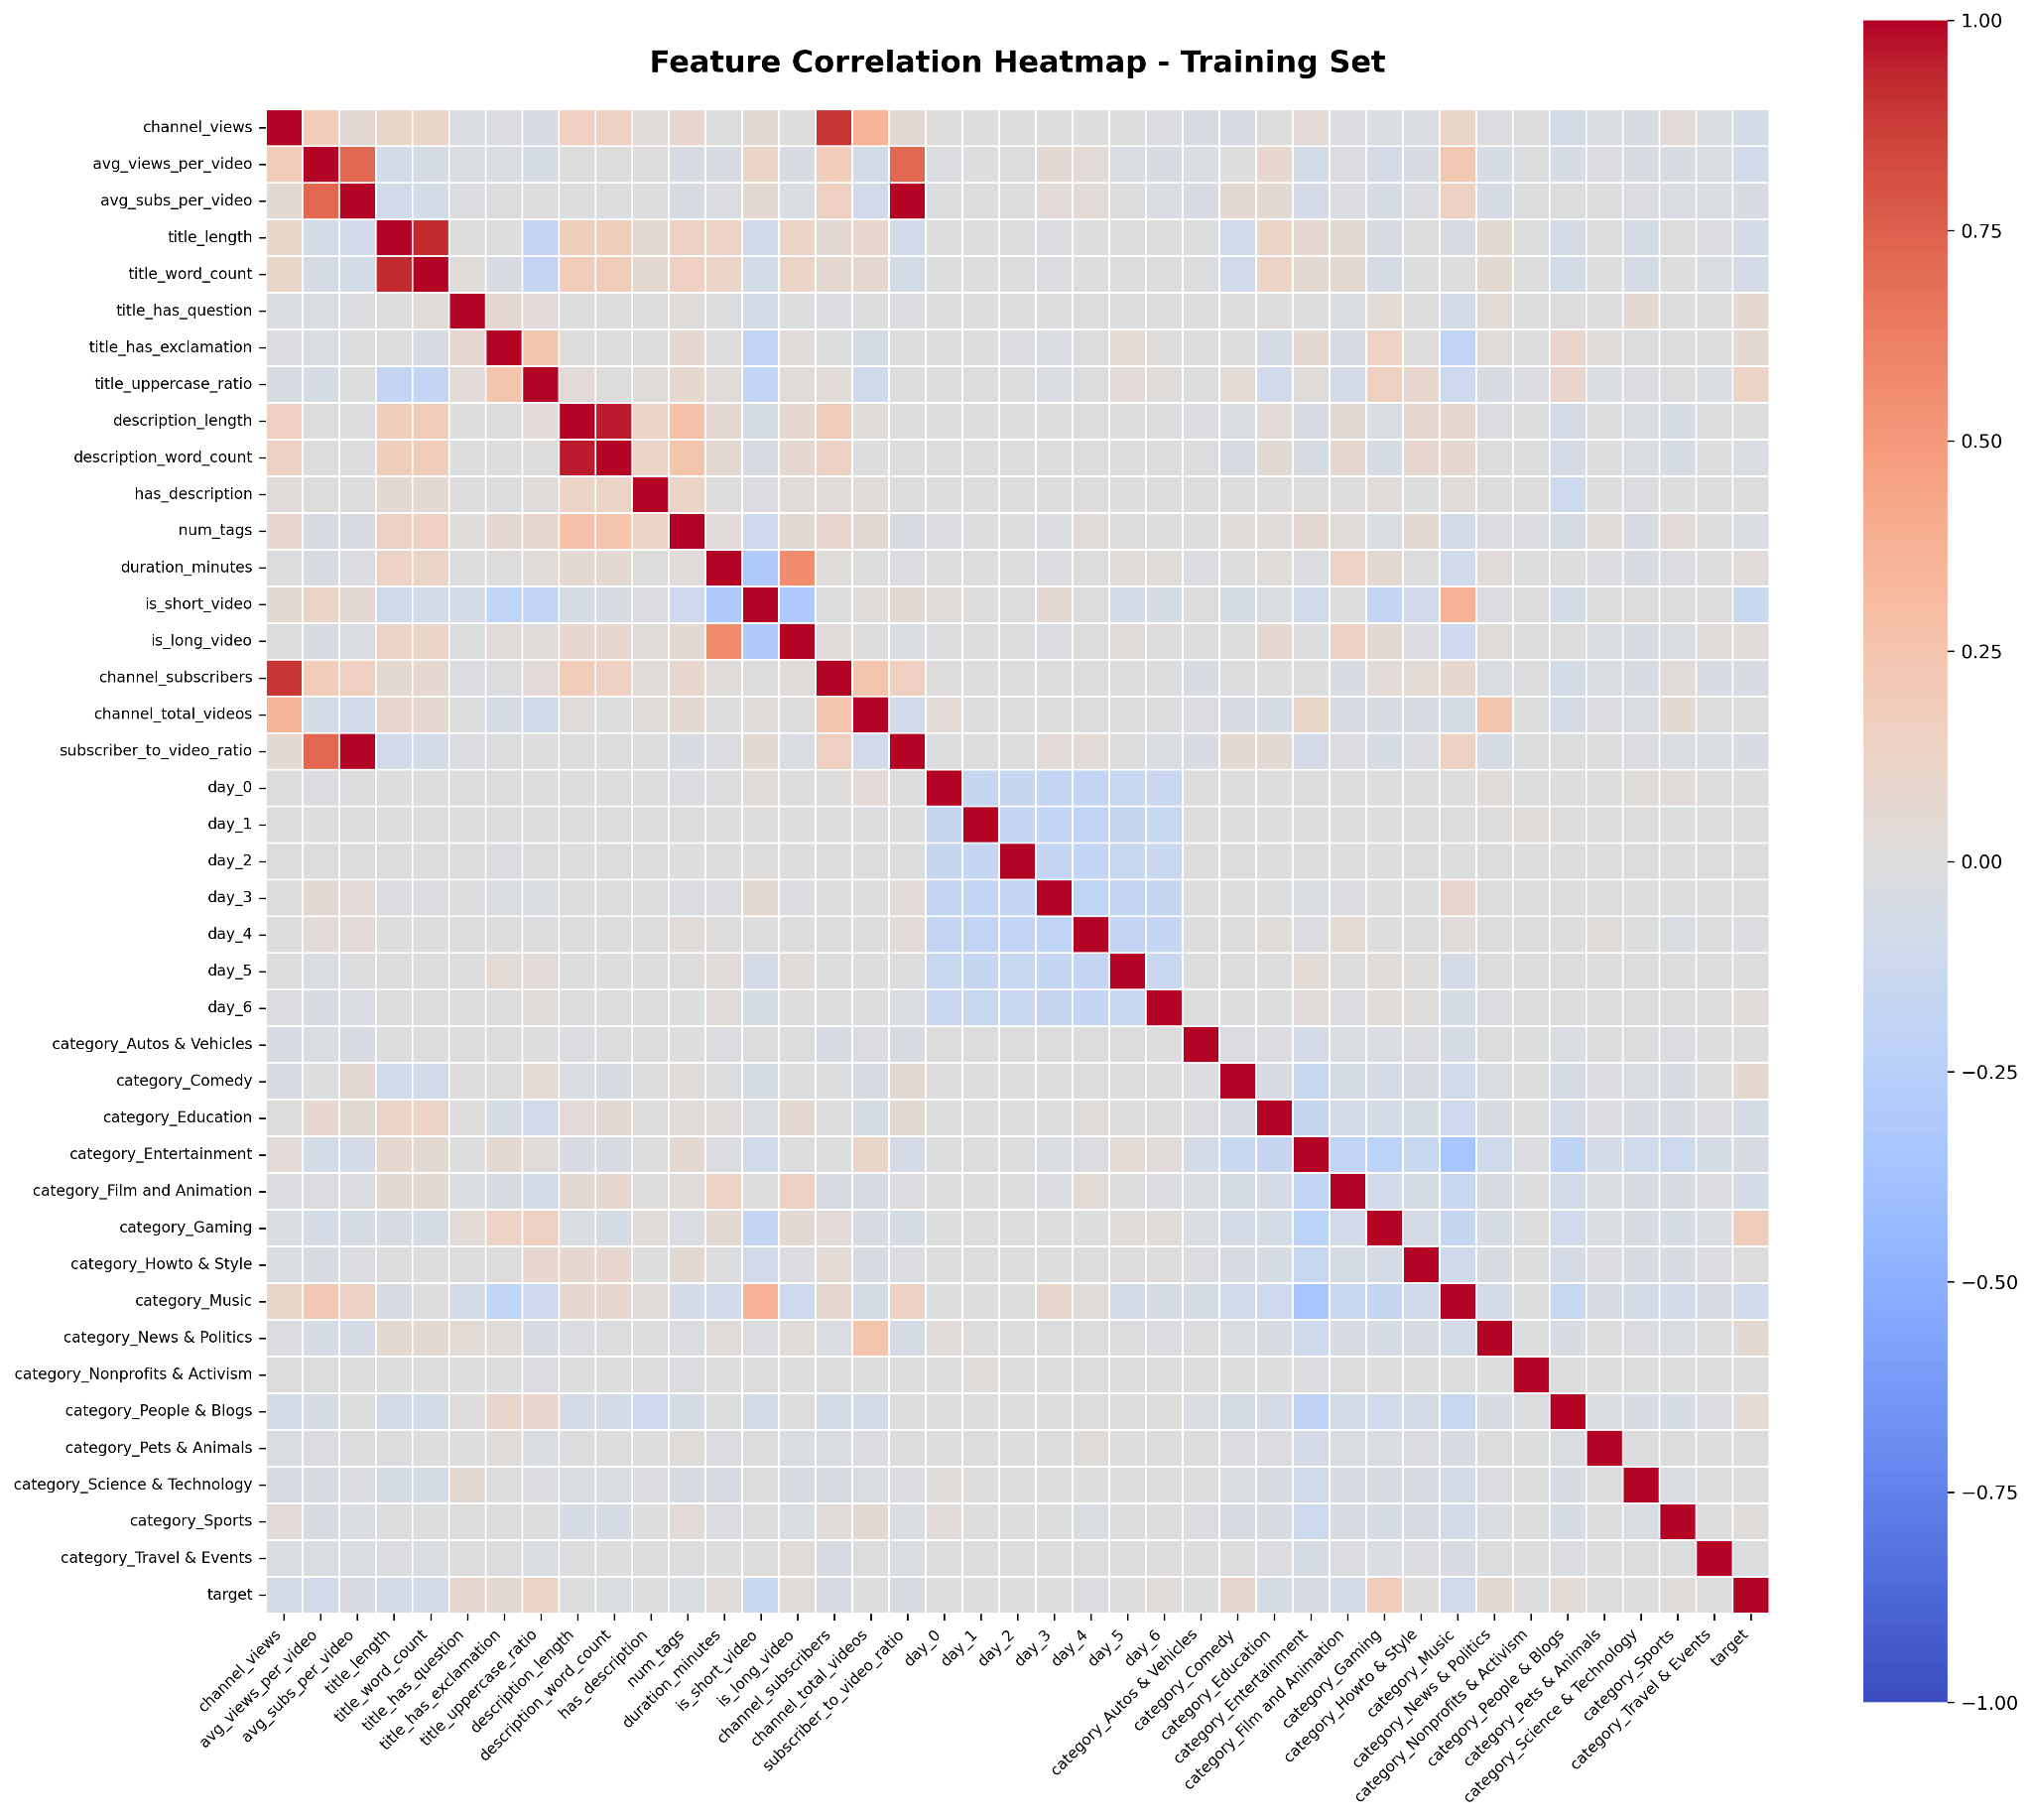 Feature Correlation Heatmap - Training Set
channel_views
avg_views_per_video
avg_subs_per_video
title_length
title_word_count
title_has_question
title_has_exclamation
title_uppercase_ratio
description_length
description_word_count
has_description
num_tags
duration_minutes
is_short_video
is_long_video
channel_subscribers
channel_total_videos
subscriber_to_video_ratio
day_0
day_1
day_2
day_3
day_4
day_5
day_6
category_Autos & Vehicles
category_Comedy
category_Education
category_Entertainment
category_Film and Animation
category_Gaming
category_Howto & Style
category_Music
category_News & Politics
category_Nonprofits & Activism
category_People & Blogs
category_Pets & Animals
category_Science & Technology
category_Sports
category_Travel & Events
target
channel_views
avg_views_per_video
avg_subs_per_video
title_length
title_word_count
title_has_question
title_has_exclamation
title_uppercase_ratio
description_length
description_word_count
has_description
num_tags
duration_minutes
is_short_video
is_long_video
channel_subscribers
channel_total_videos
subscriber_to_video_ratio
day_0
day_1
day_2
day_3
day_4
day_5
day_6
category_Autos & Vehicles
category_Comedy
category_Education
category_Entertainment
category_Film and Animation
category_Gaming
category_Howto & Style
category_Music
category_News & Politics
category_Nonprofits & Activism
category_People & Blogs
category_Pets & Animals
category_Science & Technology
category_Sports
category_Travel & Events
target
1.00
0.75
0.50
0.25
0.00
−0.25
−0.50
−0.75
−1.00